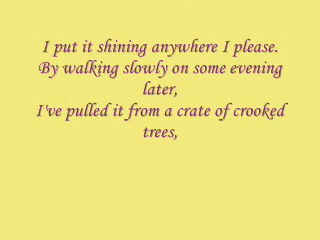 I put it shining anywhere I please.
By walking slowly on some evening
later,
I've pulled it from a crate of crooked
trees,